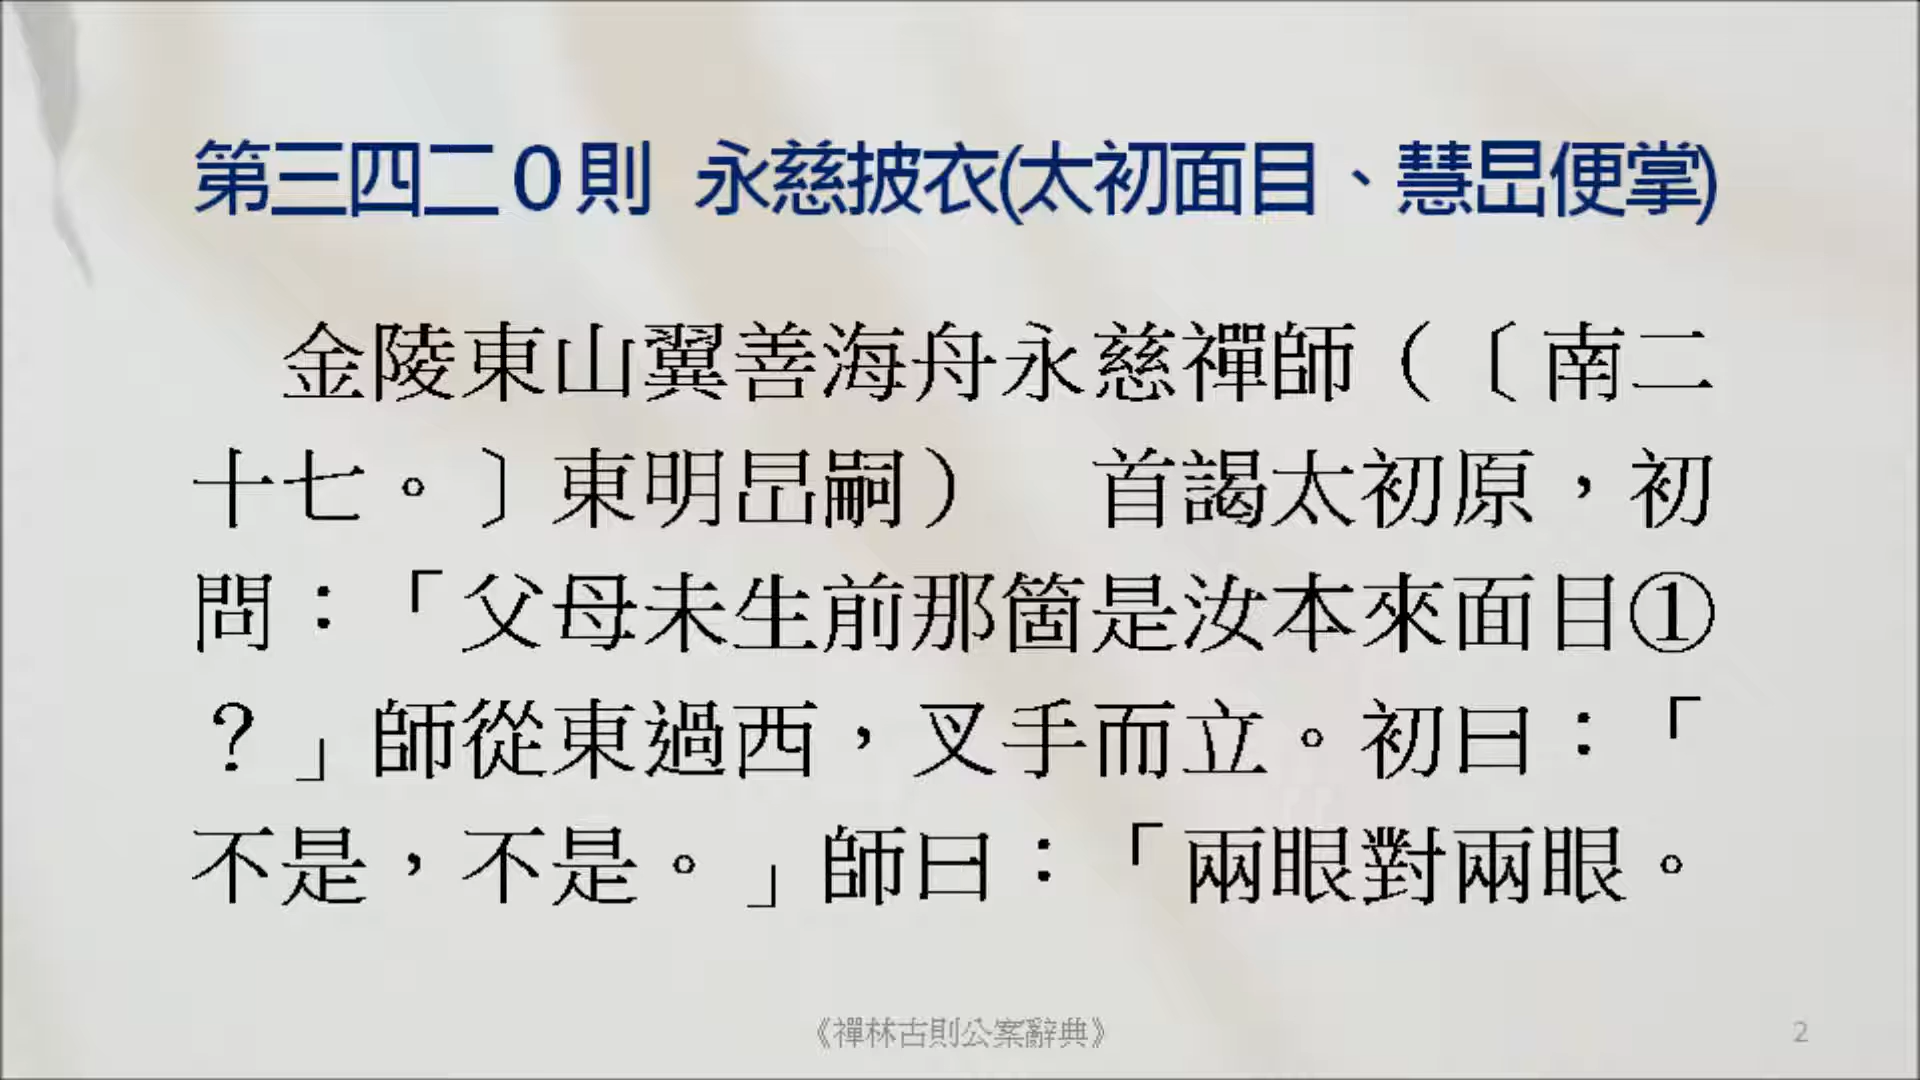 第三四二０則 永慈披衣(太初面目、慧旵便掌)
金陵東山翼善海舟永慈禪師（〔南二
十七。〕東明旵嗣） 首謁太初原，初
問：「父母未生前那箇是汝本來面目①
？」師從東過西，叉手而立。初曰：「
不是，不是。」師曰：「兩眼對兩眼。
《禪林古則公案辭典》
2